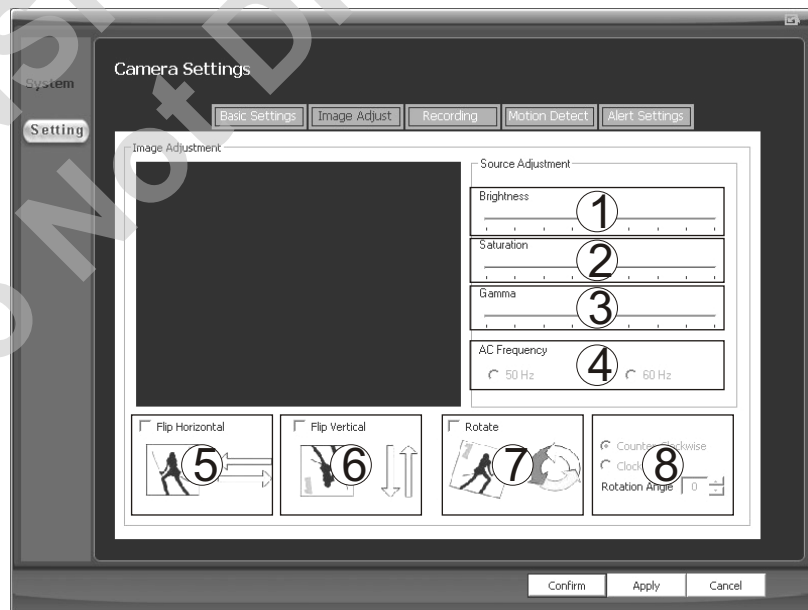 Camera Settings
System
Setting
Basic Settings
Image Adjust
Recording
Motion Detect
Alert Settings
Image Adjustment
Source Adjustment
Brightness
1
Saturation
2
Gamma
3
AC Frequency
4
50 Hz
60 Hz
Flip Horizontal
5
Flip Vertical
6
Rotate
7
8
Rotation Angle
0
Confirm
Apply
Cancel